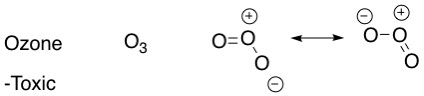 Ozone O3 O=O O ⊕ ⊖ ⟷ O-O O ⊖ ⊕
-Toxic